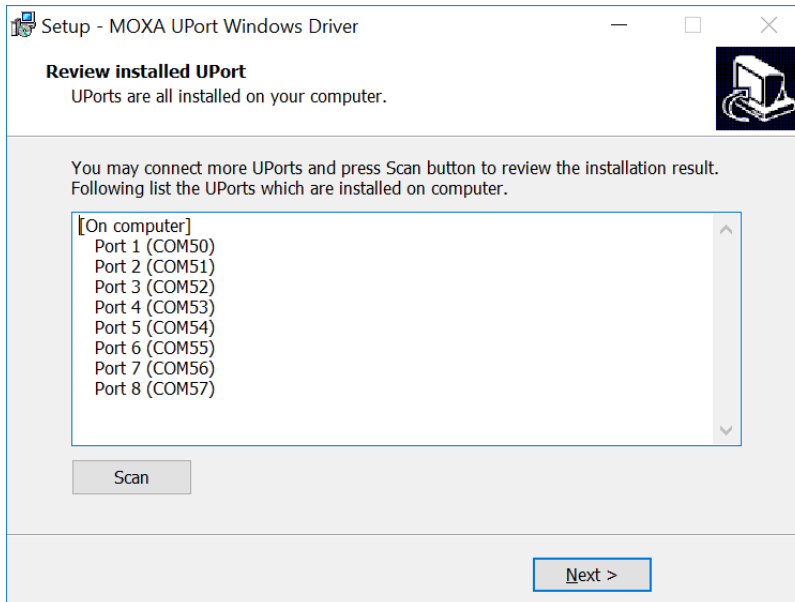 Setup - MOXA UPort Windows Driver
Review installed UPort
UPorts are all installed on your computer.
You may connect more UPorts and press Scan button to review the installation result.
Following list the UPorts which are installed on computer.
[On computer]
Port 1 (COM50)
Port 2 (COM51)
Port 3 (COM52)
Port 4 (COM53)
Port 5 (COM54)
Port 6 (COM55)
Port 7 (COM56)
Port 8 (COM57)
Scan
Next >